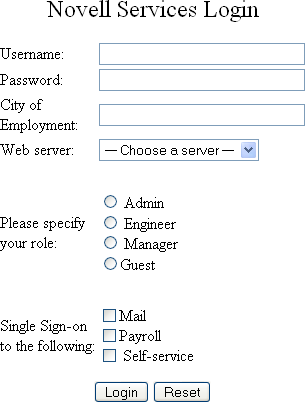 Novell Services Login
Username:
Password:
City of
Employment:
Web server: — Choose a server —
Please specify
your role:
Admin
Engineer
Manager
Guest
Single Sign-on
to the following:
Mail
Payroll
Self-service
Login Reset